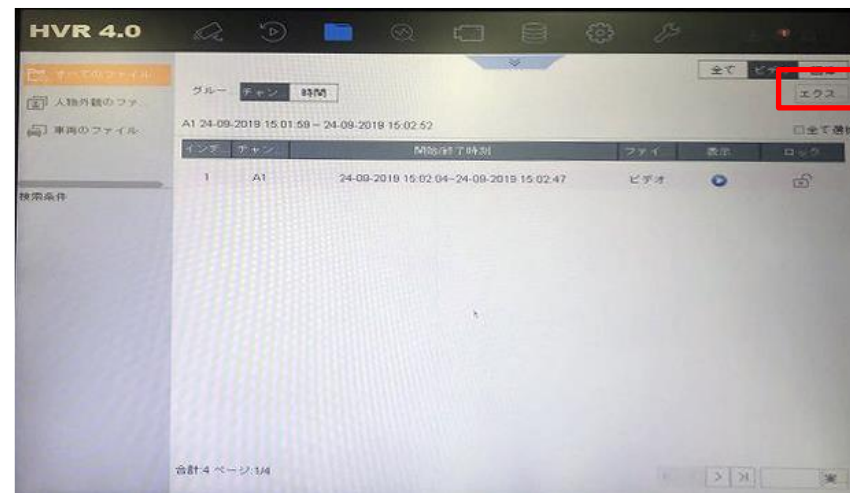 HVR 4.0
すべてのファイル
人物外観のファ...
車両のファイル
検索条件
全て ビデ
グルー チャン 時間
エクス...
A1 24-09-2019 15:01:59 – 24-09-2019 15:02:52
全て選
インデ チャン 開始/終了時刻 ファイ 表示 ロック
1 A1 24-09-2019 15:02:04--24-09-2019 15:02:47 ビデオ
合計:4 ページ:1/4